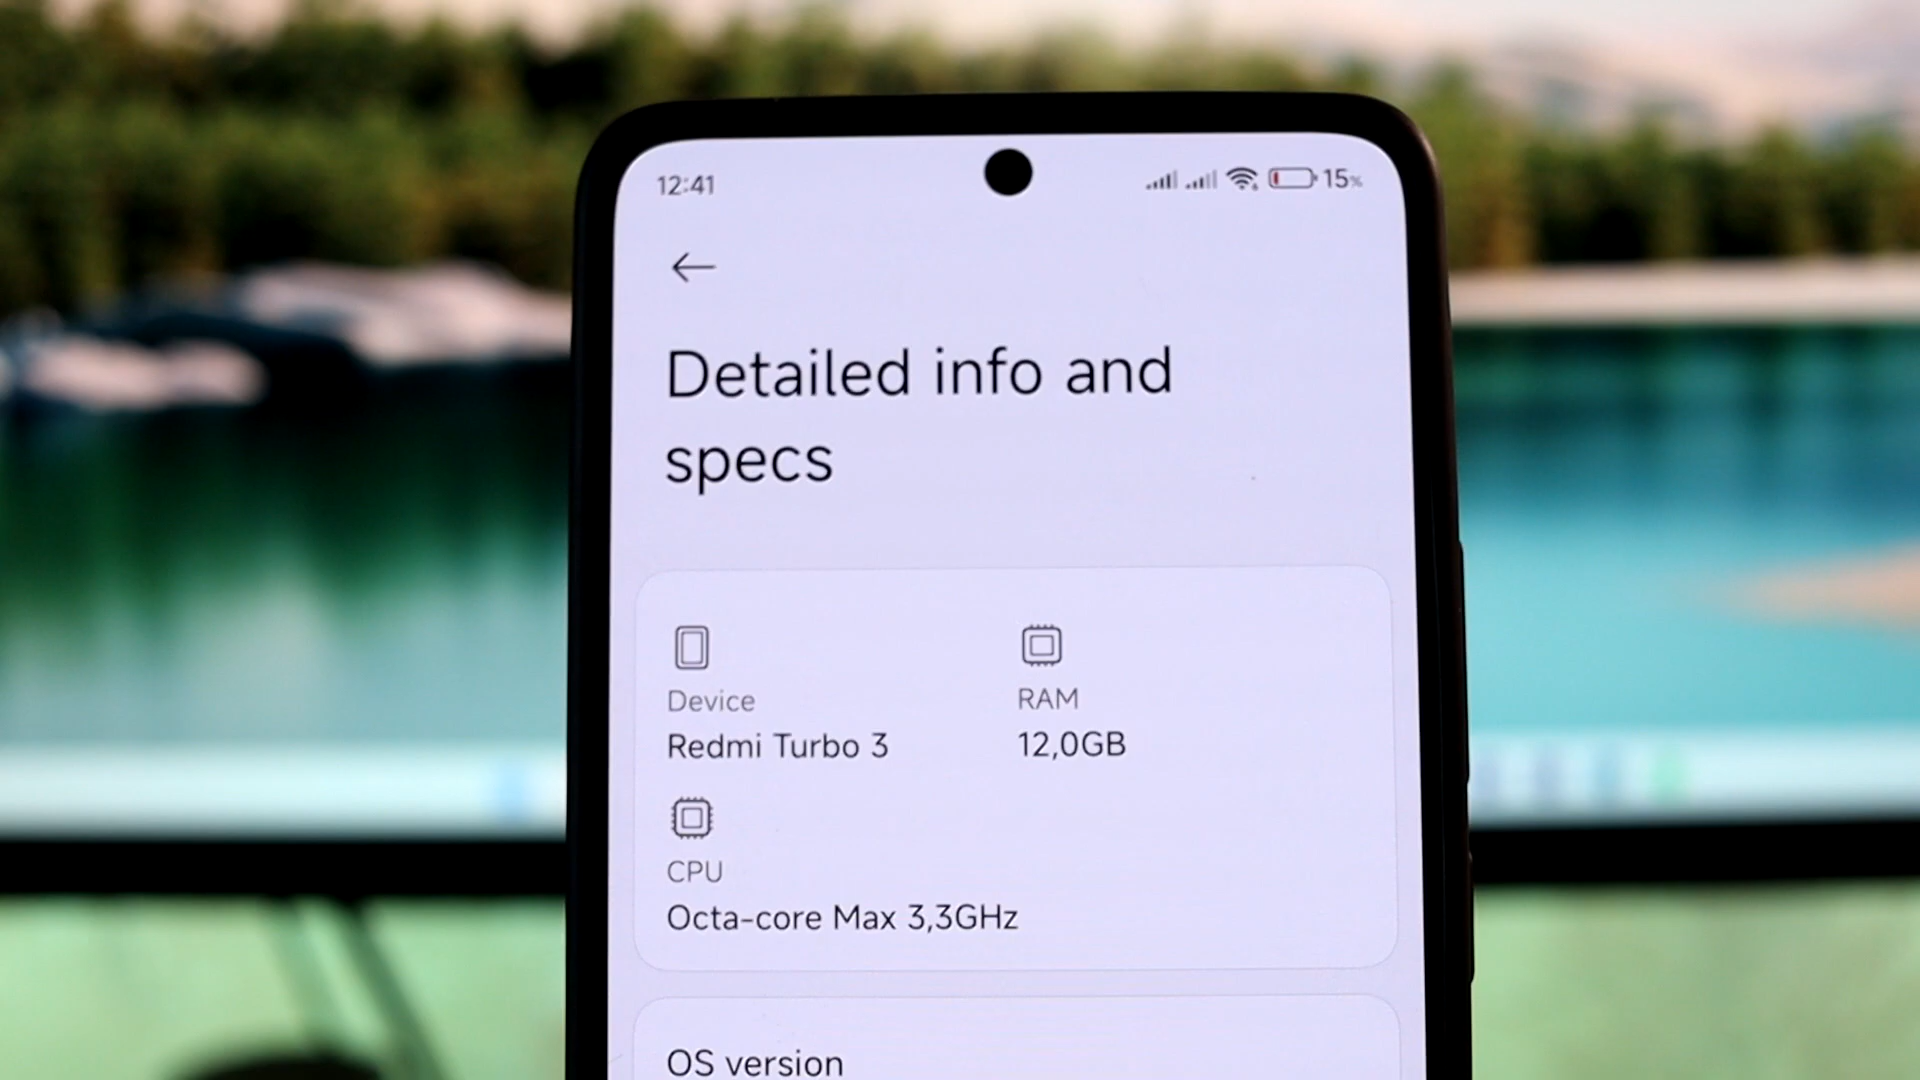 12:41 15%
Detailed info and
specs
Device RAM
Redmi Turbo 3 12,0GB
CPU
Octa-core Max 3,3GHz
OS version